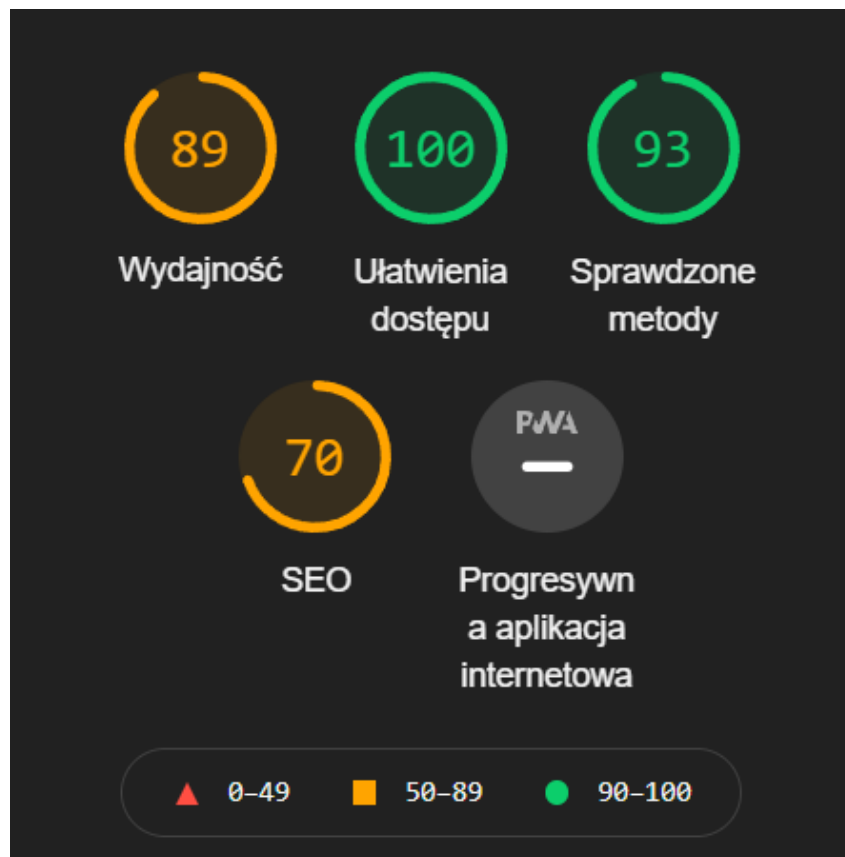 89
100
93
Wydajność
Ułatwienia
dostępu
Sprawdzone
metody
70
PWA
SEO
Progresywn
a aplikacja
internetowa
0–49
50–89
90–100